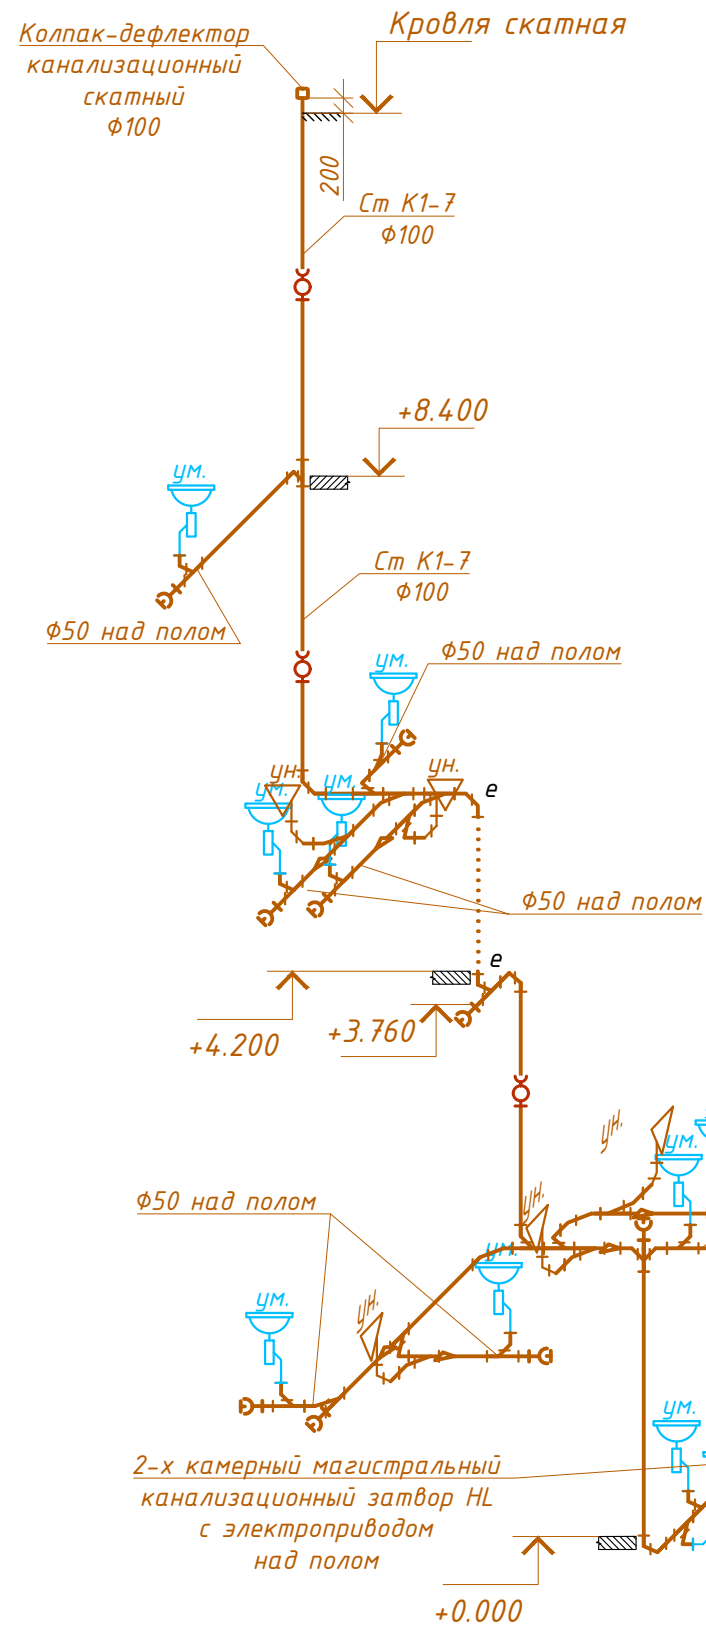 Кровля скатная
Колпак-дефлектор
канализационный
скатный
Ф100
200
Ст К1-7
Ф100
+8.400
ум.
Ст К1-7
Ф100
Ф50 над полом
Ф50 над полом
ум.
ун.
ум.
ум.
ун.
е
Ф50 над полом
е
+4.200
+3.760
ун.
ум.
Ф50 над полом
ун.
ум.
ум.
ун.
ум.
2-х камерный магистральный
канализационный затвор HL
с электроприводом
над полом
+0.000